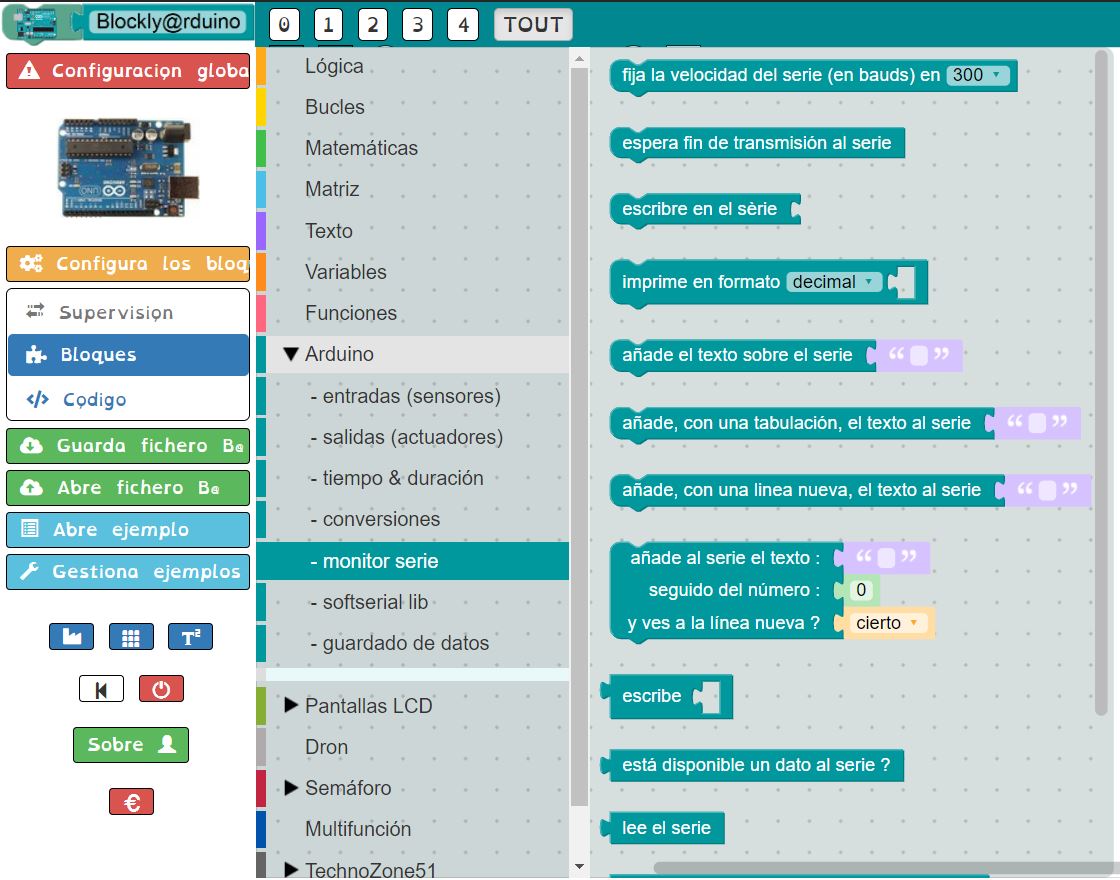 Blockly@rduino
0 1 2 3 4 TOUT
Configuracion globa
UNO
Configura los bloq
Supervision
Bloques
Codigo
Guarda fichero B@
Abre fichero B@
Abre ejemplo
Gestiona ejemplos
T²
Sobre
€
Lógica
Bucles
Matemáticas
Matriz
Texto
Variables
Funciones
Arduino
- entradas (sensores)
- salidas (actuadores)
- tiempo & duración
- conversiones
- monitor serie
- softserial lib
- guardado de datos
Pantallas LCD
Dron
Semáforo
Multifunción
TechnoZone51
fija la velocidad del serie (en bauds) en 300
espera fin de transmisión al serie
escribre en el sèrie
imprime en formato decimal
añade el texto sobre el serie “ ”
añade, con una tabulación, el texto al serie “ ”
añade, con una linea nueva, el texto al serie “ ”
añade al serie el texto : “ ”
seguido del número : 0
y ves a la línea nueva ? cierto
escribe
está disponible un dato al serie ?
lee el serie